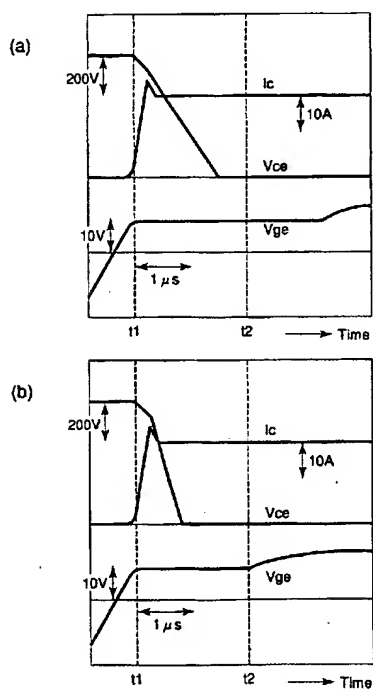 (a)
200V
Ic
10A
Vce
10V
Vge
1 μs
t1
t2
Time
(b)
200V
Ic
10A
Vce
10V
Vge
1 μs
t1
t2
Time